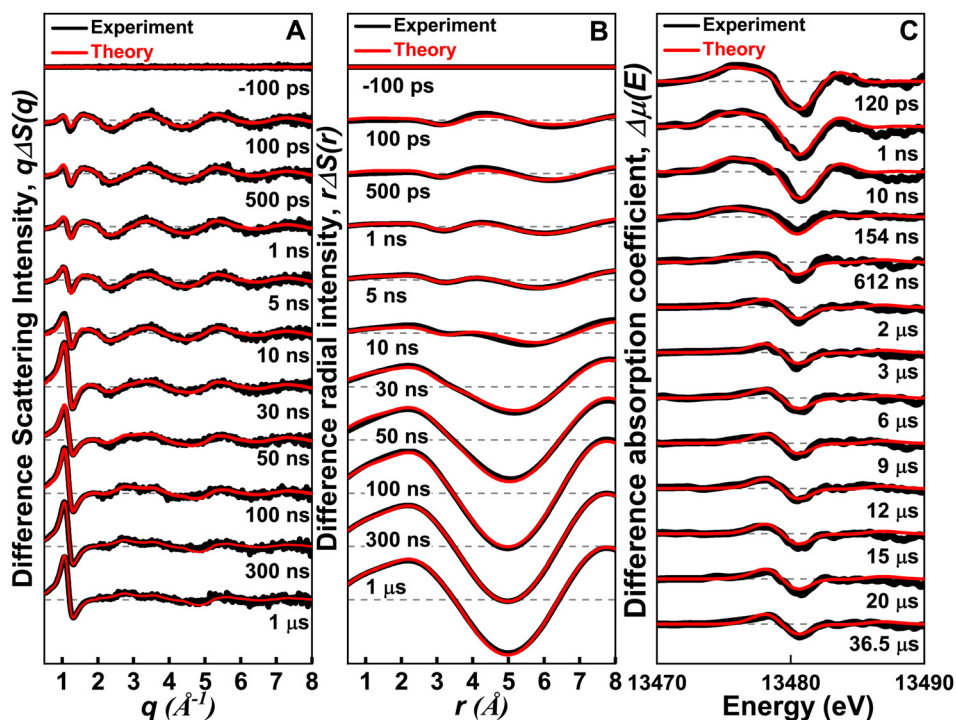 Difference Scattering Intensity, qΔS(q)
Experiment
Theory
A
-100 ps
100 ps
500 ps
1 ns
5 ns
10 ns
30 ns
50 ns
100 ns
300 ns
1 μs
1 2 3 4 5 6 7 8
q (Å-1)
Difference radial intensity, rΔS(r)
Experiment
Theory
B
-100 ps
100 ps
500 ps
1 ns
5 ns
10 ns
30 ns
50 ns
100 ns
300 ns
1 μs
1 2 3 4 5 6 7 8
r (Å)
Difference absorption coefficient, Δμ(E)
Experiment
Theory
C
120 ps
1 ns
10 ns
154 ns
612 ns
2 μs
3 μs
6 μs
9 μs
12 μs
15 μs
20 μs
36.5 μs
13470 13480 13490
Energy (eV)